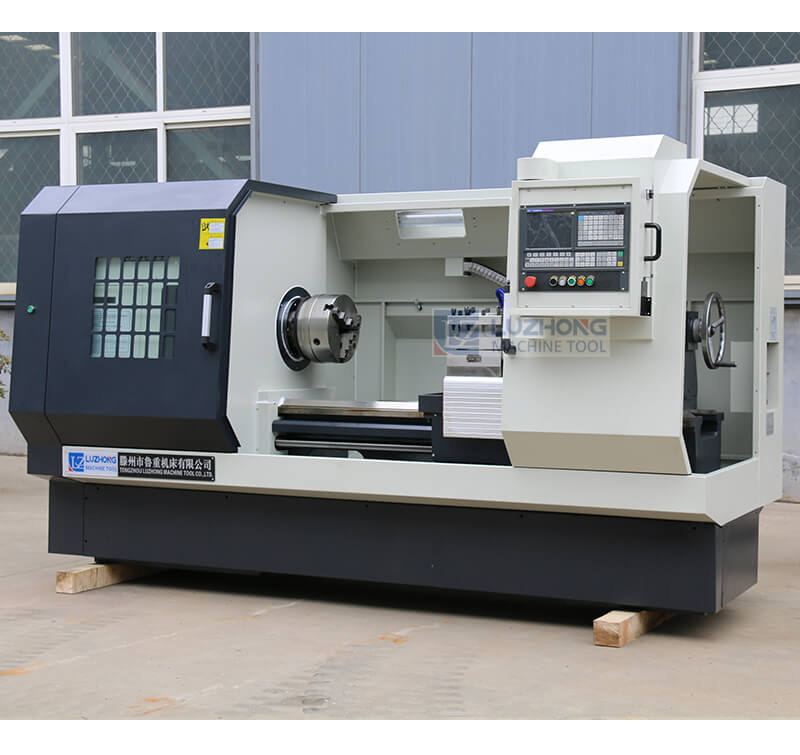 LUZHONG
MACHINE TOOL
LUZHONG
MACHINE TOOL
滕州市鲁重机床有限公司
TENGZHOU LUZHONG MACHINE TOOL CO.,LTD.